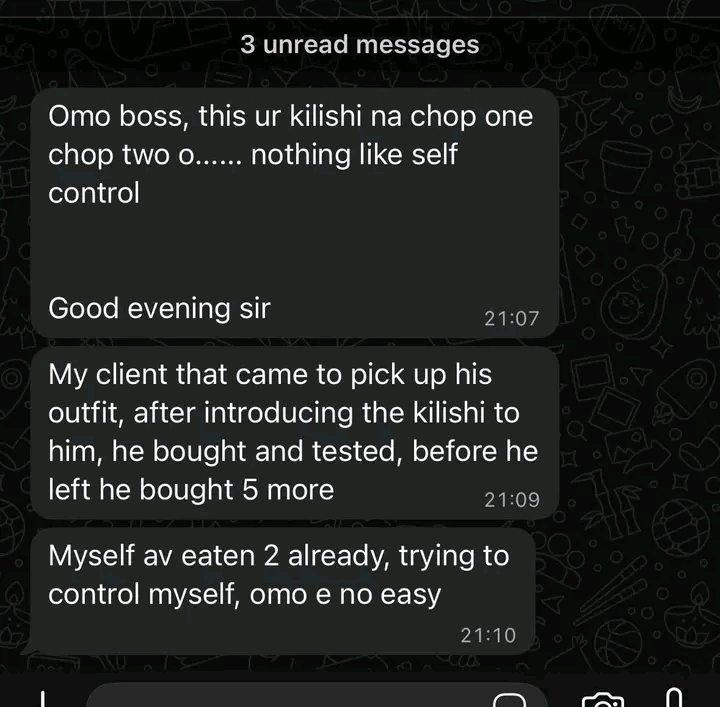 3 unread messages
Omo boss, this ur kilishi na chop one
chop two o...... nothing like self
control
Good evening sir
21:07
My client that came to pick up his
outfit, after introducing the kilishi to
him, he bought and tested, before he
left he bought 5 more
21:09
Myself av eaten 2 already, trying to
control myself, omo e no easy
21:10